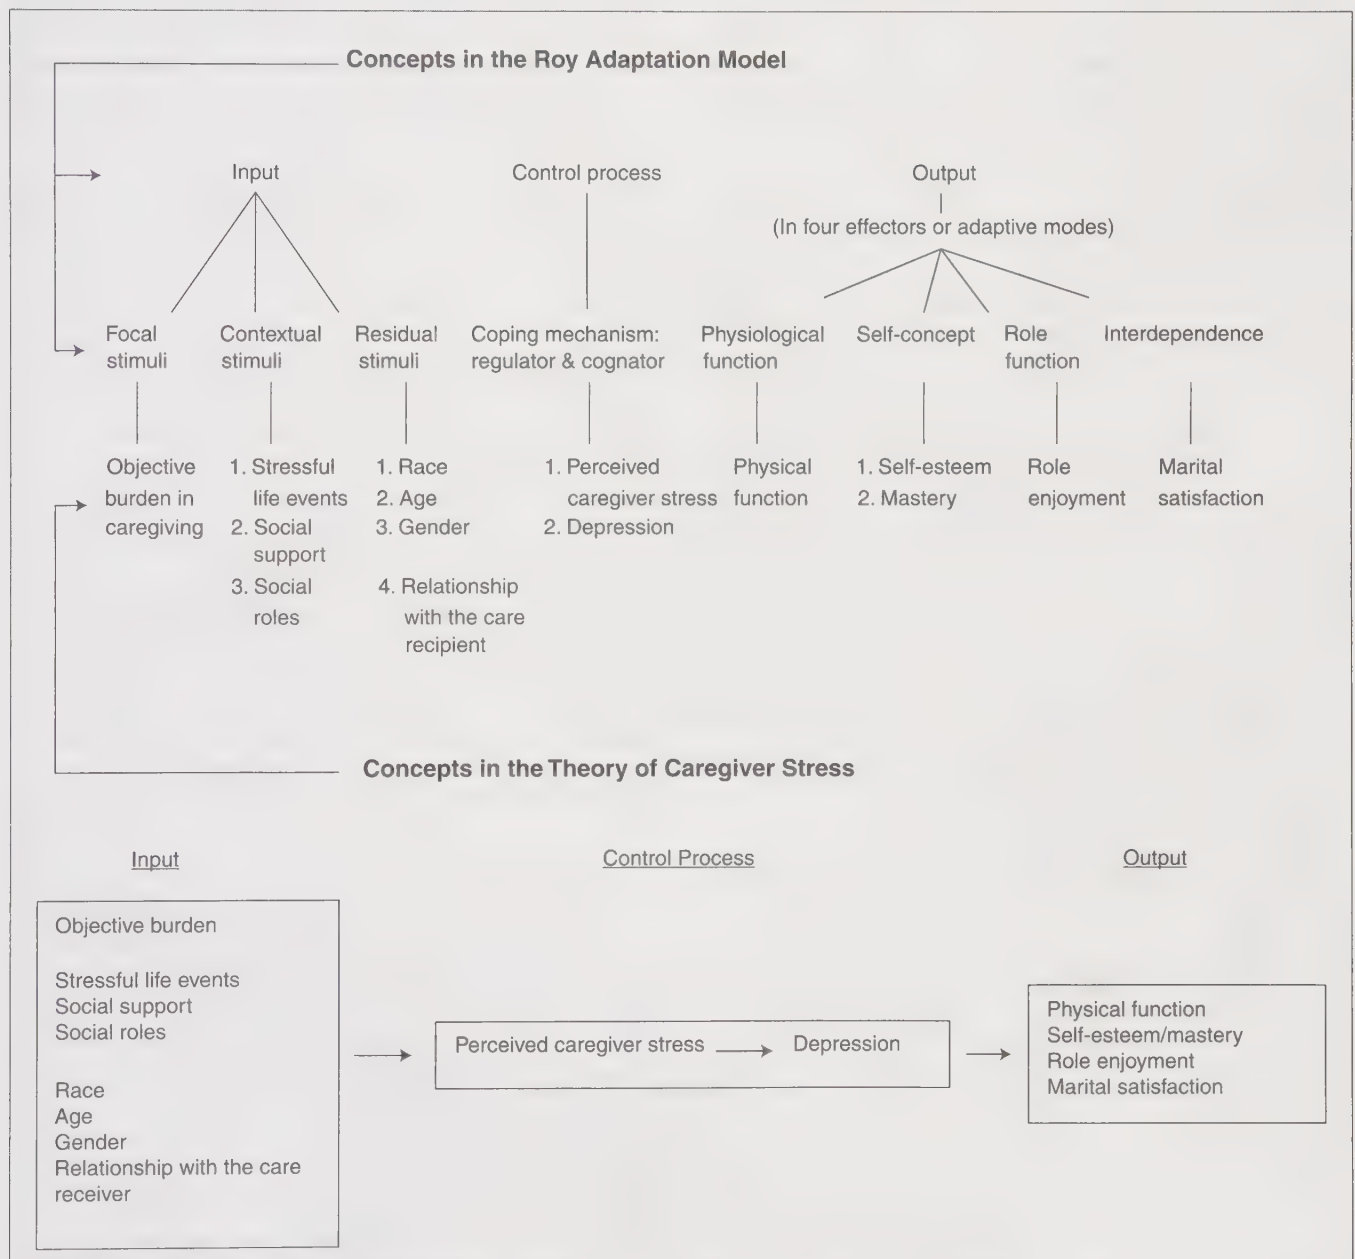 Concepts in the Roy Adaptation Model
Input
Control process
Output
(In four effectors or adaptive modes)
Focal
stimuli
Contextual
stimuli
Residual
stimuli
Coping mechanism:
regulator & cognator
Physiological
function
Self-concept
Role
function
Interdependence
Objective
burden in
caregiving
1. Stressful
life events
2. Social
support
3. Social
roles
1. Race
2. Age
3. Gender
4. Relationship
with the care
recipient
1. Perceived
caregiver stress
2. Depression
Physical
function
1. Self-esteem
2. Mastery
Role
enjoyment
Marital
satisfaction
Concepts in the Theory of Caregiver Stress
Input
Control Process
Output
Objective burden
Stressful life events
Social support
Social roles
Race
Age
Gender
Relationship with the care
receiver
Perceived caregiver stress
Depression
Physical function
Self-esteem/mastery
Role enjoyment
Marital satisfaction